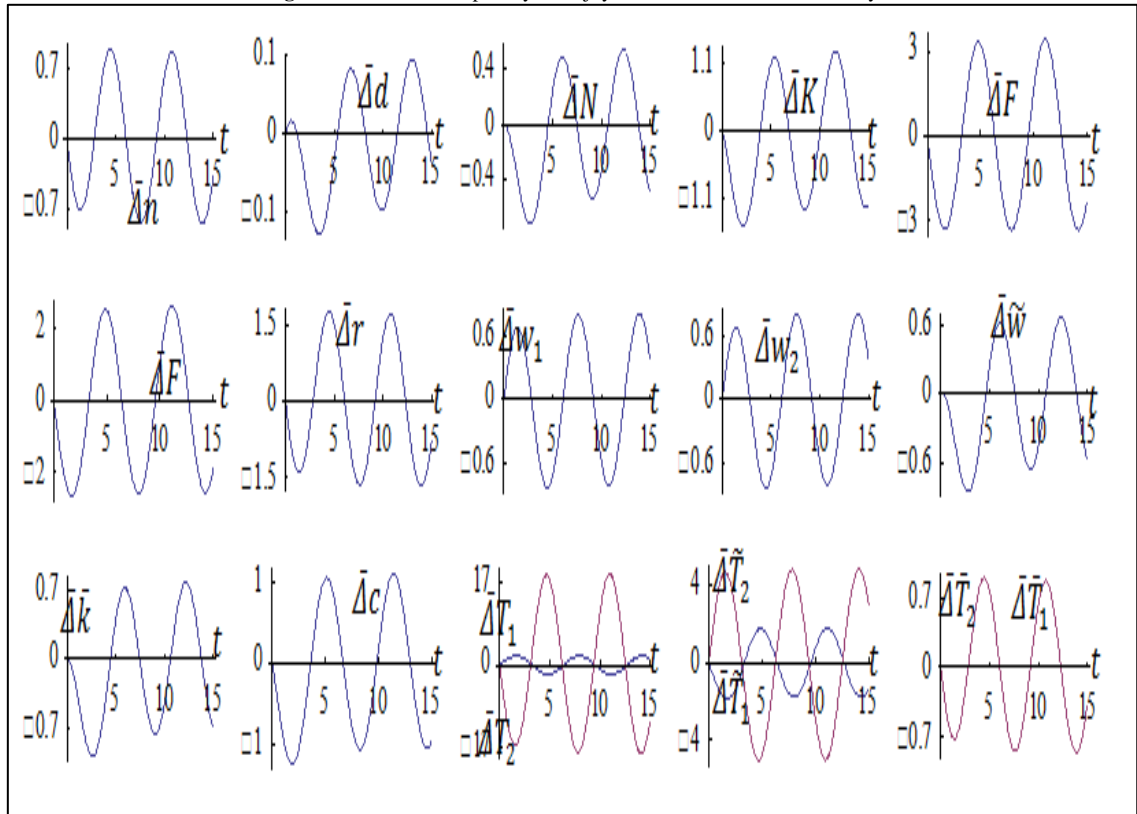 0.7
0
□0.7
5 10 15
t
Δ̄n
0.1
0
□0.1
5 10 15
t
Δ̄d
0.4
0
□0.4
5 10 15
t
Δ̄N
1.1
0
□1.1
5 10 15
t
Δ̄K
3
0
□3
5 10 15
t
Δ̄F
2
0
□2
5 10 15
t
Δ̄F
1.5
0
□1.5
5 10 15
t
Δ̄r
0.6
0
□0.6
5 10 15
t
Δ̄w₁
0.6
0
□0.6
5 10 15
t
Δ̄w₂
0.6
0
□0.6
5 10 15
t
Δ̄w̃
0.7
0
□0.7
5 10 15
t
Δ̄k̄
1
0
□1
5 10 15
t
Δ̄c
17
0
5 10 15
t
Δ̄T₁
Δ̄T₂
4
0
□4
5 10 15
t
Δ̄T̃₂
Δ̄T̃₁
0.7
0
□0.7
5 10 15
t
Δ̄T̄₂
Δ̄T̄₁